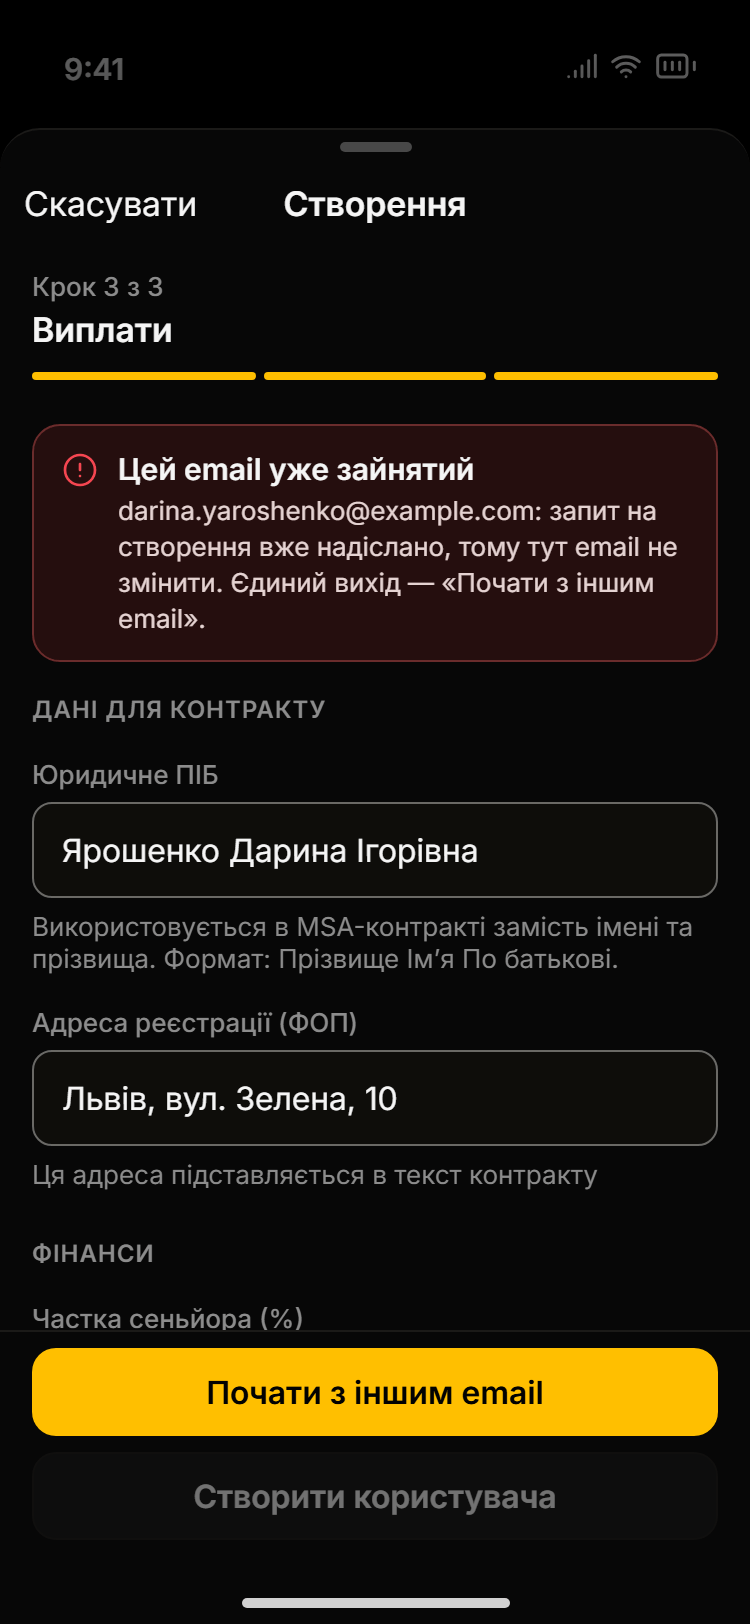 9:41
Скасувати
Створення
Крок 3 з 3
Виплати
Цей email уже зайнятий
darina.yaroshenko@example.com: запит на
створення вже надіслано, тому тут email не
змінити. Єдиний вихід — «Почати з іншим
email».
ДАНІ ДЛЯ КОНТРАКТУ
Юридичне ПІБ
Ярошенко Дарина Ігорівна
Використовується в MSA-контракті замість імені та
прізвища. Формат: Прізвище Ім’я По батькові.
Адреса реєстрації (ФОП)
Львів, вул. Зелена, 10
Ця адреса підставляється в текст контракту
ФІНАНСИ
Частка сеньйора (%)
Почати з іншим email
Створити користувача